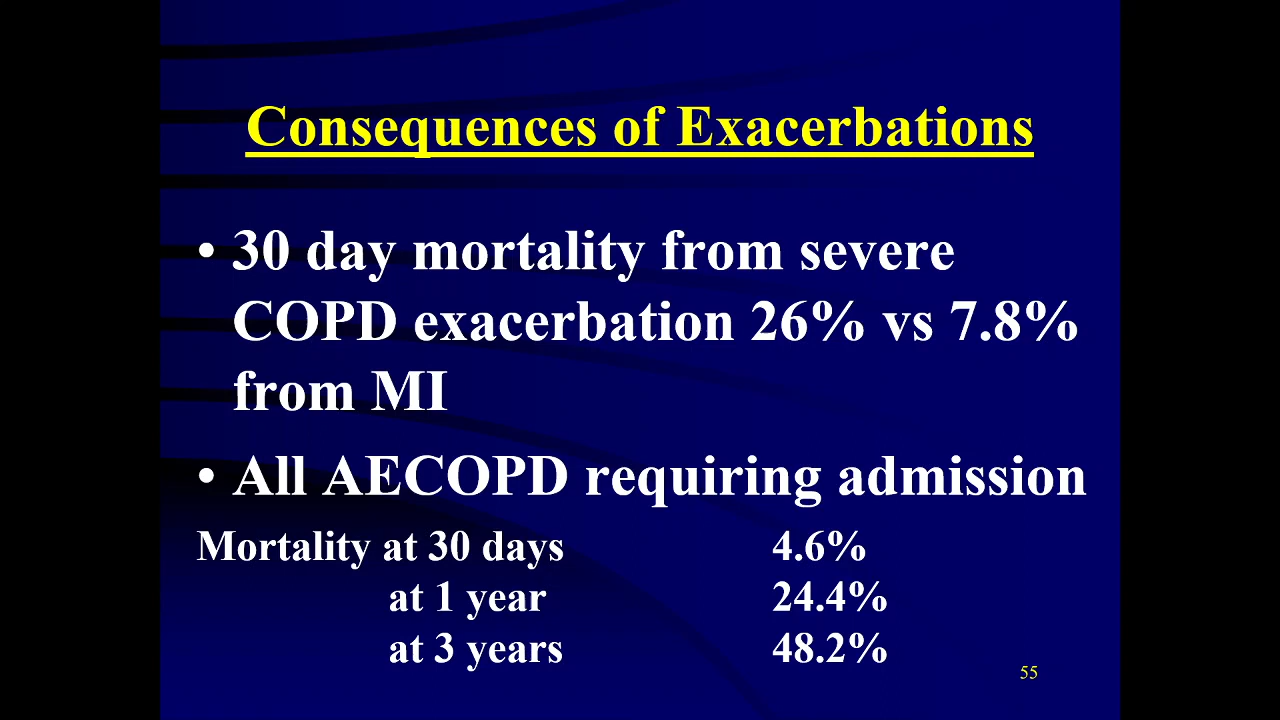 Consequences of Exacerbations
• 30 day mortality from severe
COPD exacerbation 26% vs 7.8%
from MI
• All AECOPD requiring admission
Mortality at 30 days 4.6%
at 1 year 24.4%
at 3 years 48.2%
55